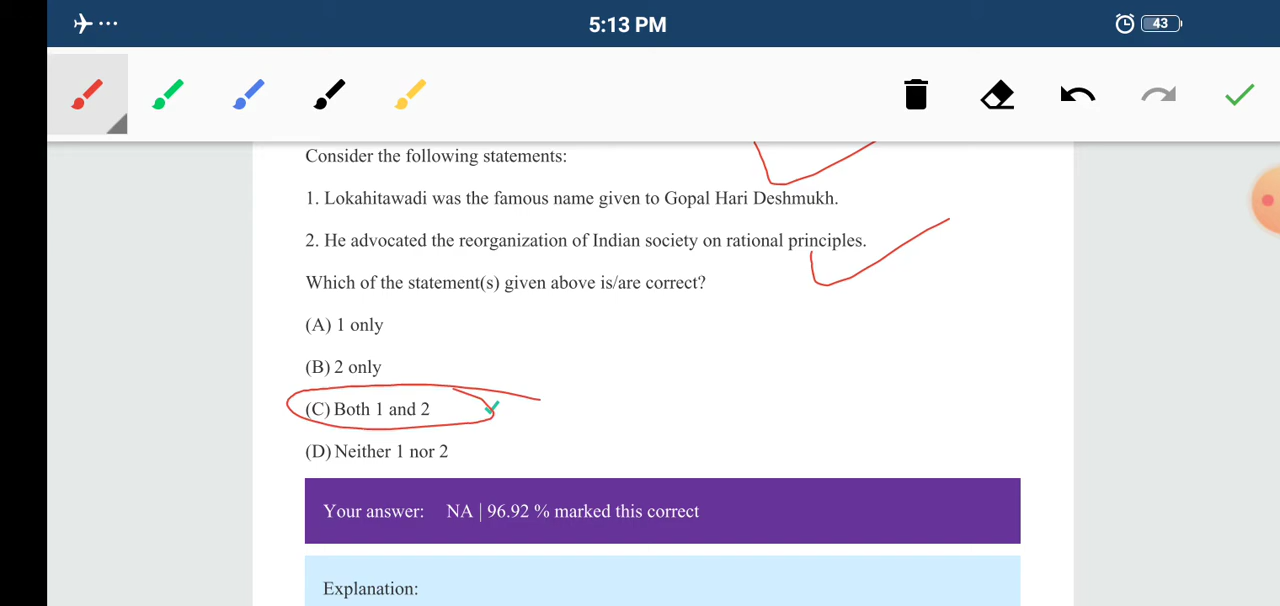 5:13 PM
43
Consider the following statements:
1. Lokahitawadi was the famous name given to Gopal Hari Deshmukh.
2. He advocated the reorganization of Indian society on rational principles.
Which of the statement(s) given above is/are correct?
(A) 1 only
(B) 2 only
(C) Both 1 and 2
(D) Neither 1 nor 2
Your answer: NA | 96.92 % marked this correct
Explanation: